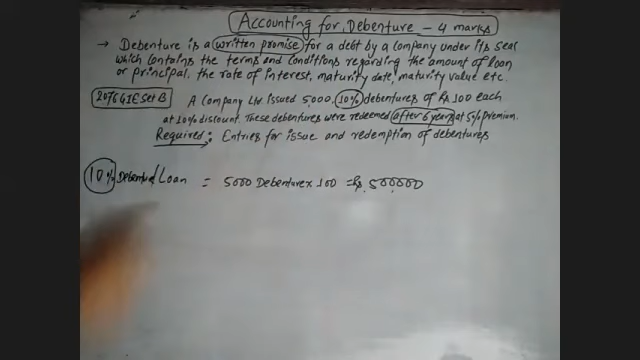 Accounting for Debenture - 4 marks
→ Debenture is a written promise for a debt by a company under its seal
which contains the terms and conditions regarding the amount of loan
or principal, the rate of interest, maturity date, maturity value etc.
2076 GIE Set B A Company Ltd. issued 5,000, 10% debentures of Rs 100 each
at 10% discount. These debentures were redeemed after 6 years at 5% premium.
Required: Entries for issue and redemption of debentures
10% Debenture Loan = 5000 Debenture x 100 = Rs. 500000